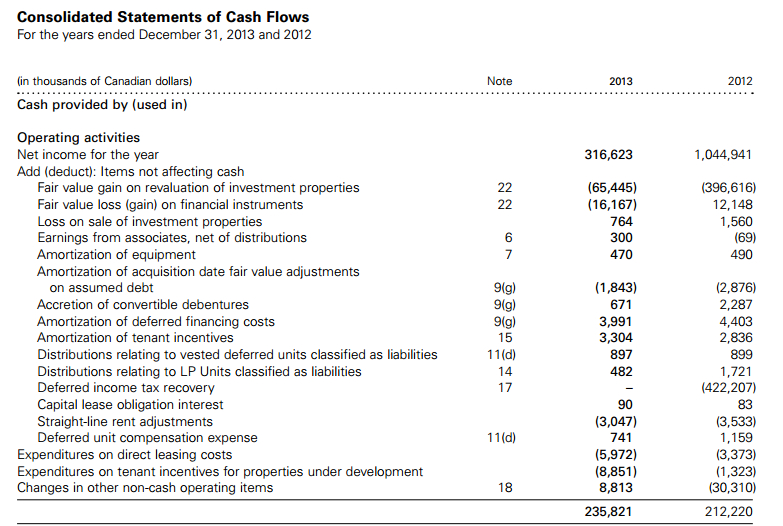 Consolidated Statements of Cash Flows
For the years ended December 31, 2013 and 2012
(in thousands of Canadian dollars) Note 2013 2012
Cash provided by (used in)
Operating activities
Net income for the year 316,623 1,044,941
Add (deduct): Items not affecting cash
Fair value gain on revaluation of investment properties 22 (65,445) (396,616)
Fair value loss (gain) on financial instruments 22 (16,167) 12,148
Loss on sale of investment properties 764 1,560
Earnings from associates, net of distributions 6 300 (69)
Amortization of equipment 7 470 490
Amortization of acquisition date fair value adjustments
on assumed debt 9(g) (1,843) (2,876)
Accretion of convertible debentures 9(g) 671 2,287
Amortization of deferred financing costs 9(g) 3,991 4,403
Amortization of tenant incentives 15 3,304 2,836
Distributions relating to vested deferred units classified as liabilities 11(d) 897 899
Distributions relating to LP Units classified as liabilities 14 482 1,721
Deferred income tax recovery 17 – (422,207)
Capital lease obligation interest 90 83
Straight-line rent adjustments (3,047) (3,533)
Deferred unit compensation expense 11(d) 741 1,159
Expenditures on direct leasing costs (5,972) (3,373)
Expenditures on tenant incentives for properties under development (8,851) (1,323)
Changes in other non-cash operating items 18 8,813 (30,310)
235,821 212,220